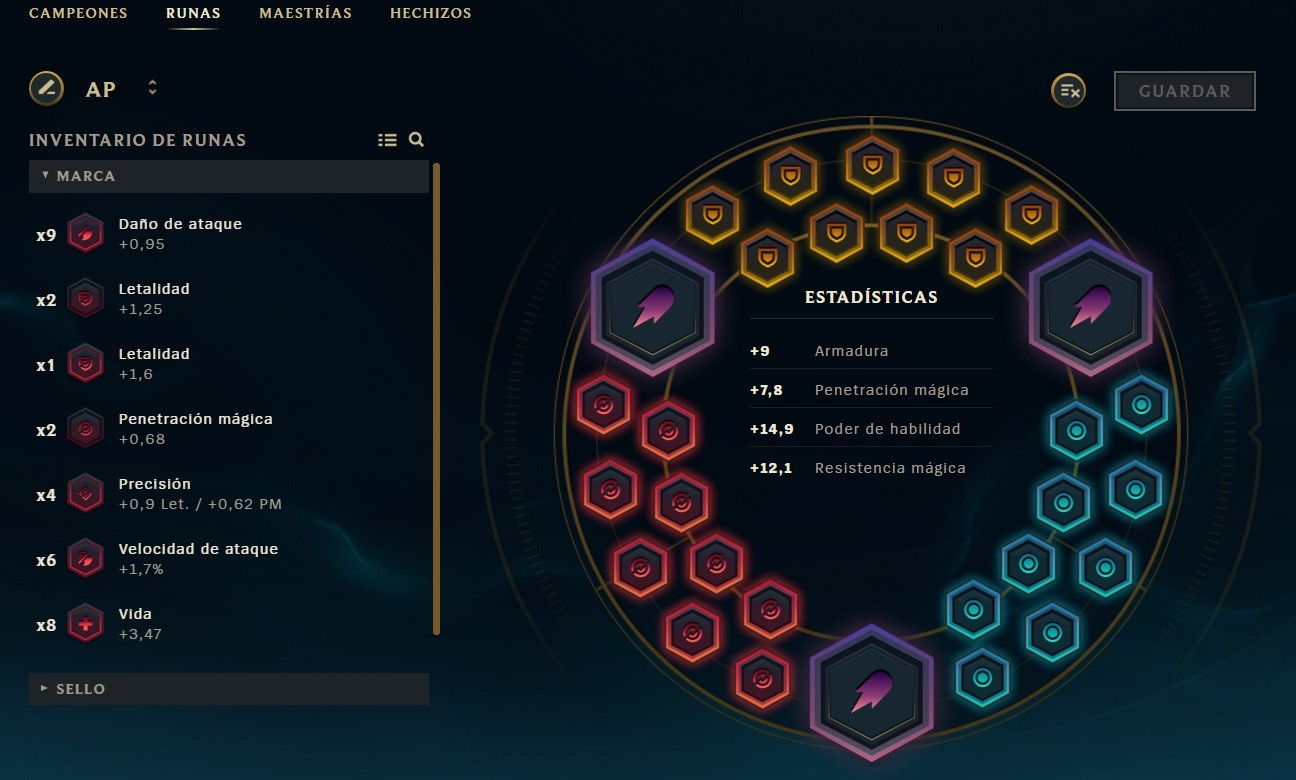 CAMPEONES RUNAS MAESTRÍAS HECHIZOS
AP
GUARDAR
INVENTARIO DE RUNAS
MARCA
x9 Daño de ataque
+0,95
x2 Letalidad
+1,25
x1 Letalidad
+1,6
x2 Penetración mágica
+0,68
x4 Precisión
+0,9 Let. / +0,62 PM
x6 Velocidad de ataque
+1,7%
x8 Vida
+3,47
SELLO
ESTADÍSTICAS
+9 Armadura
+7,8 Penetración mágica
+14,9 Poder de habilidad
+12,1 Resistencia mágica